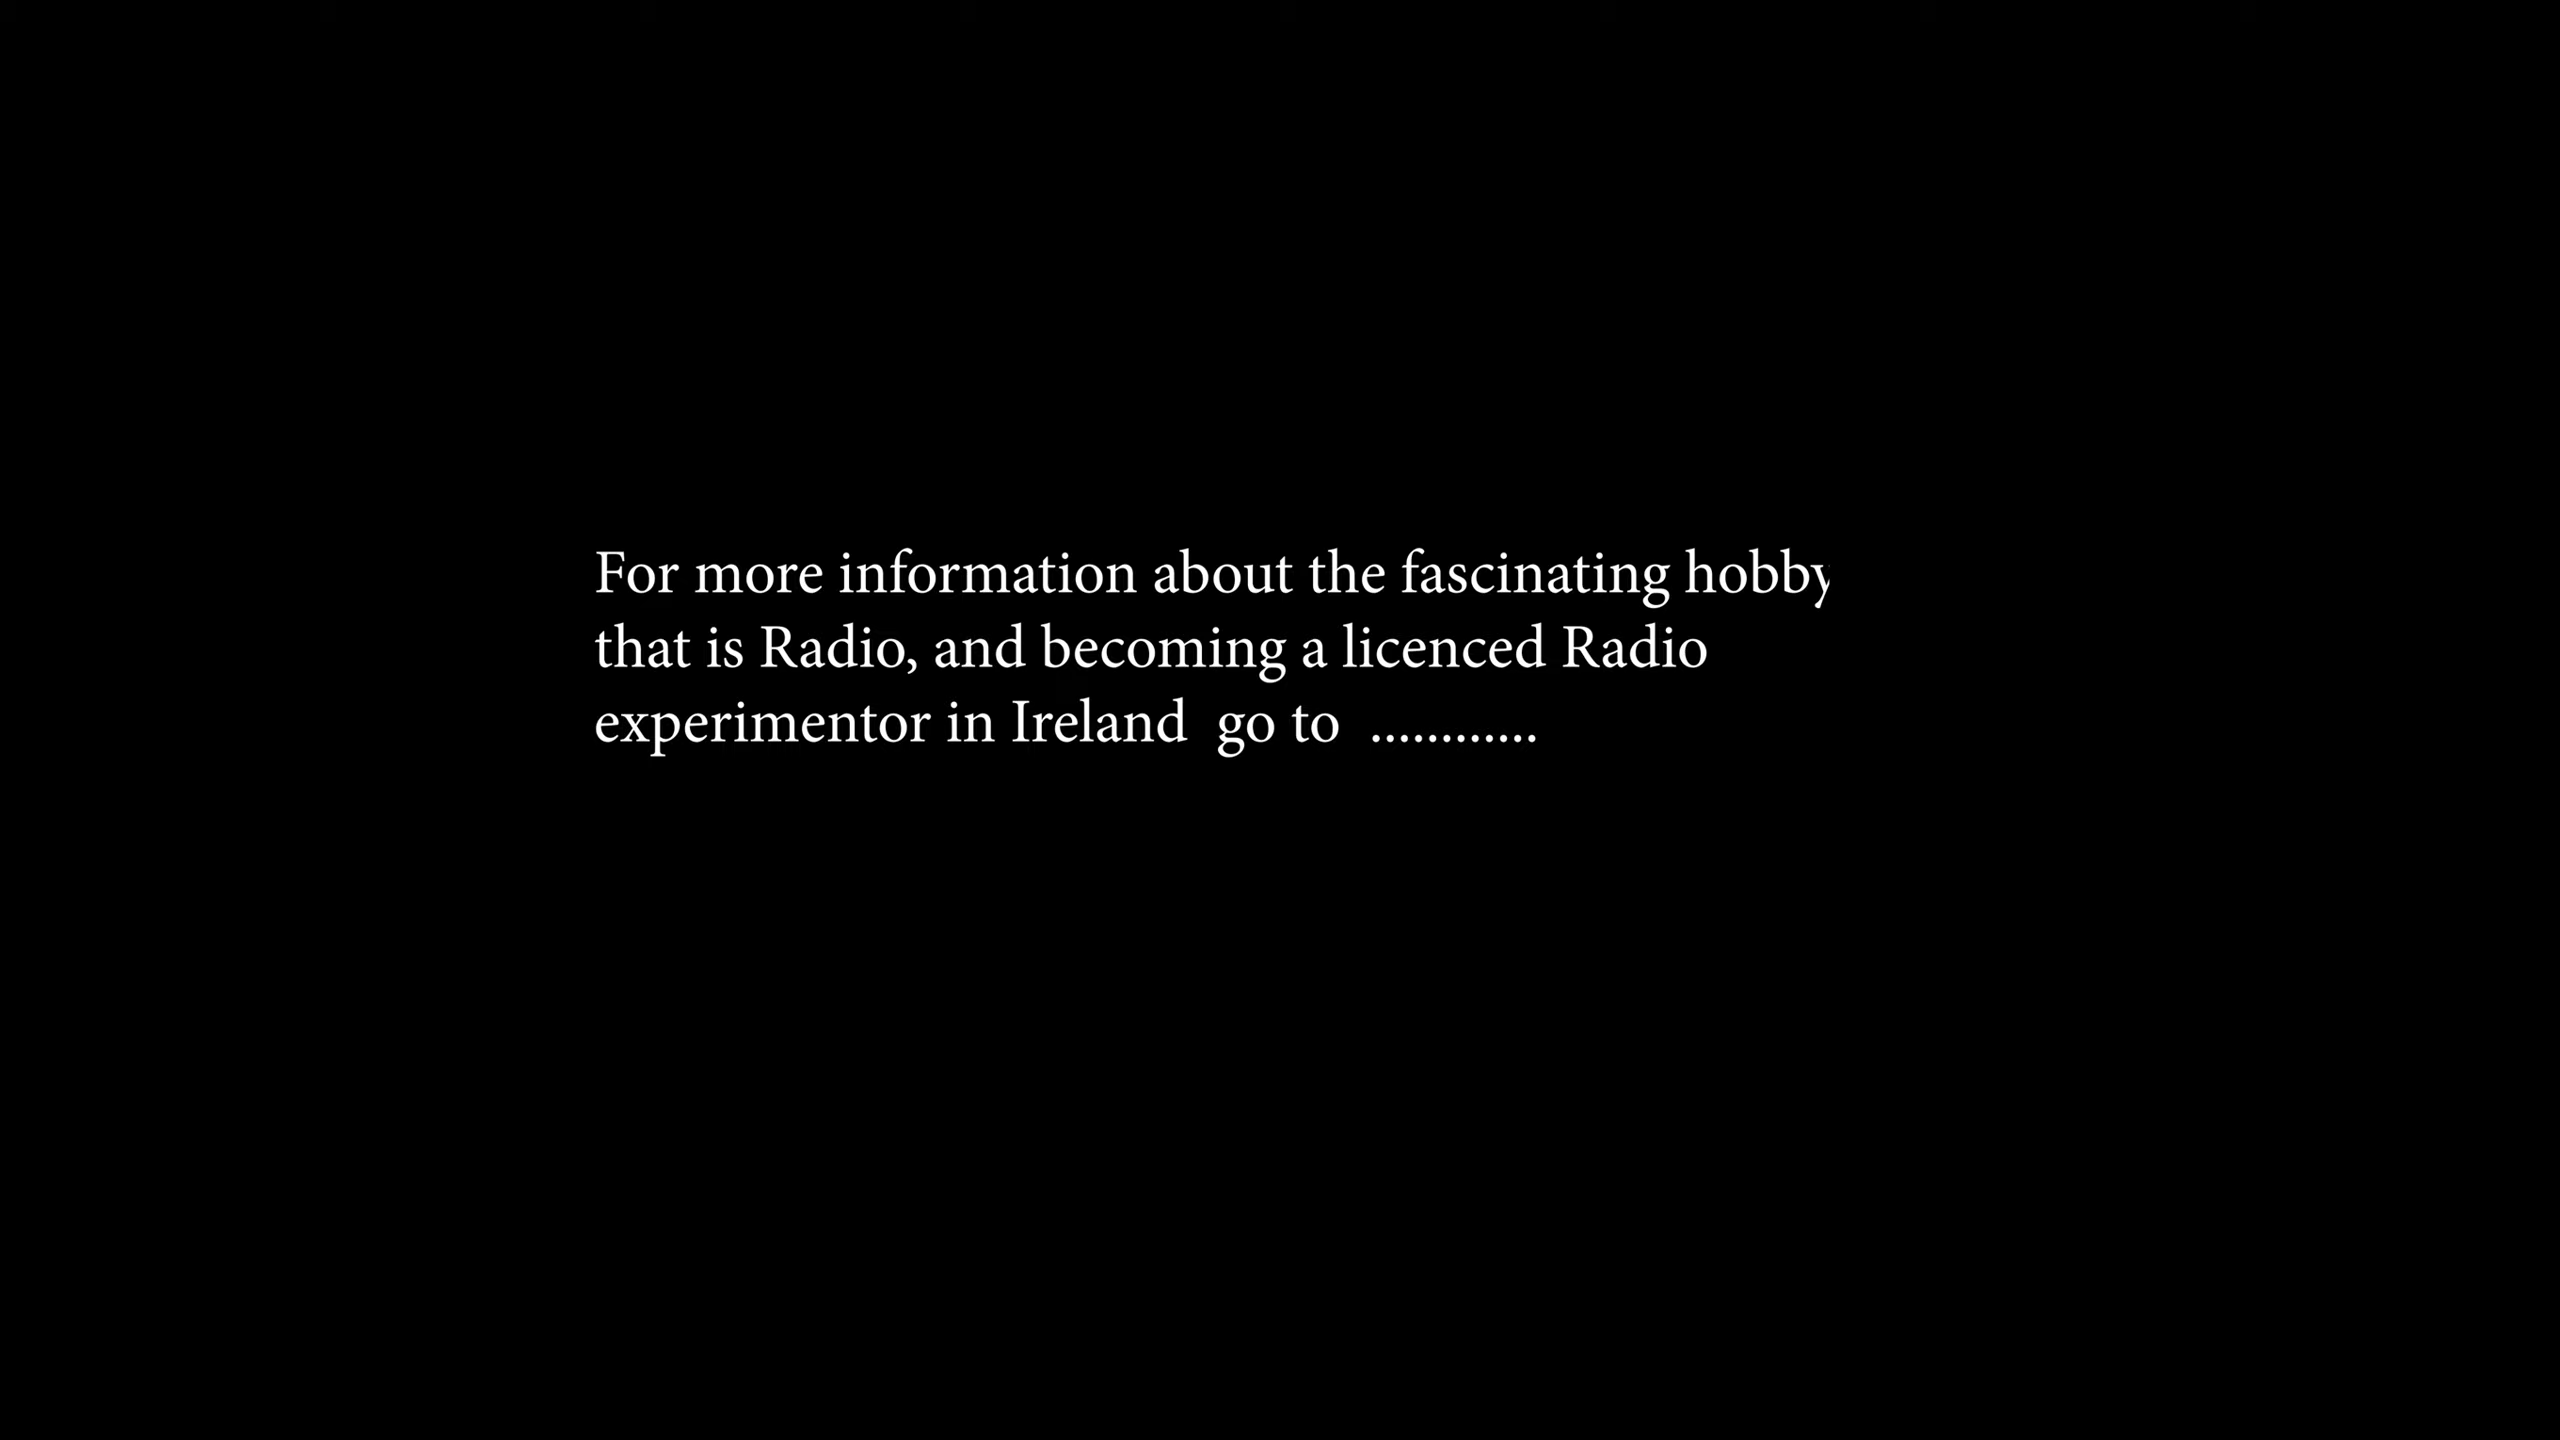 For more information about the fascinating hobby
that is Radio, and becoming a licenced Radio
experimentor in Ireland  go to  ............